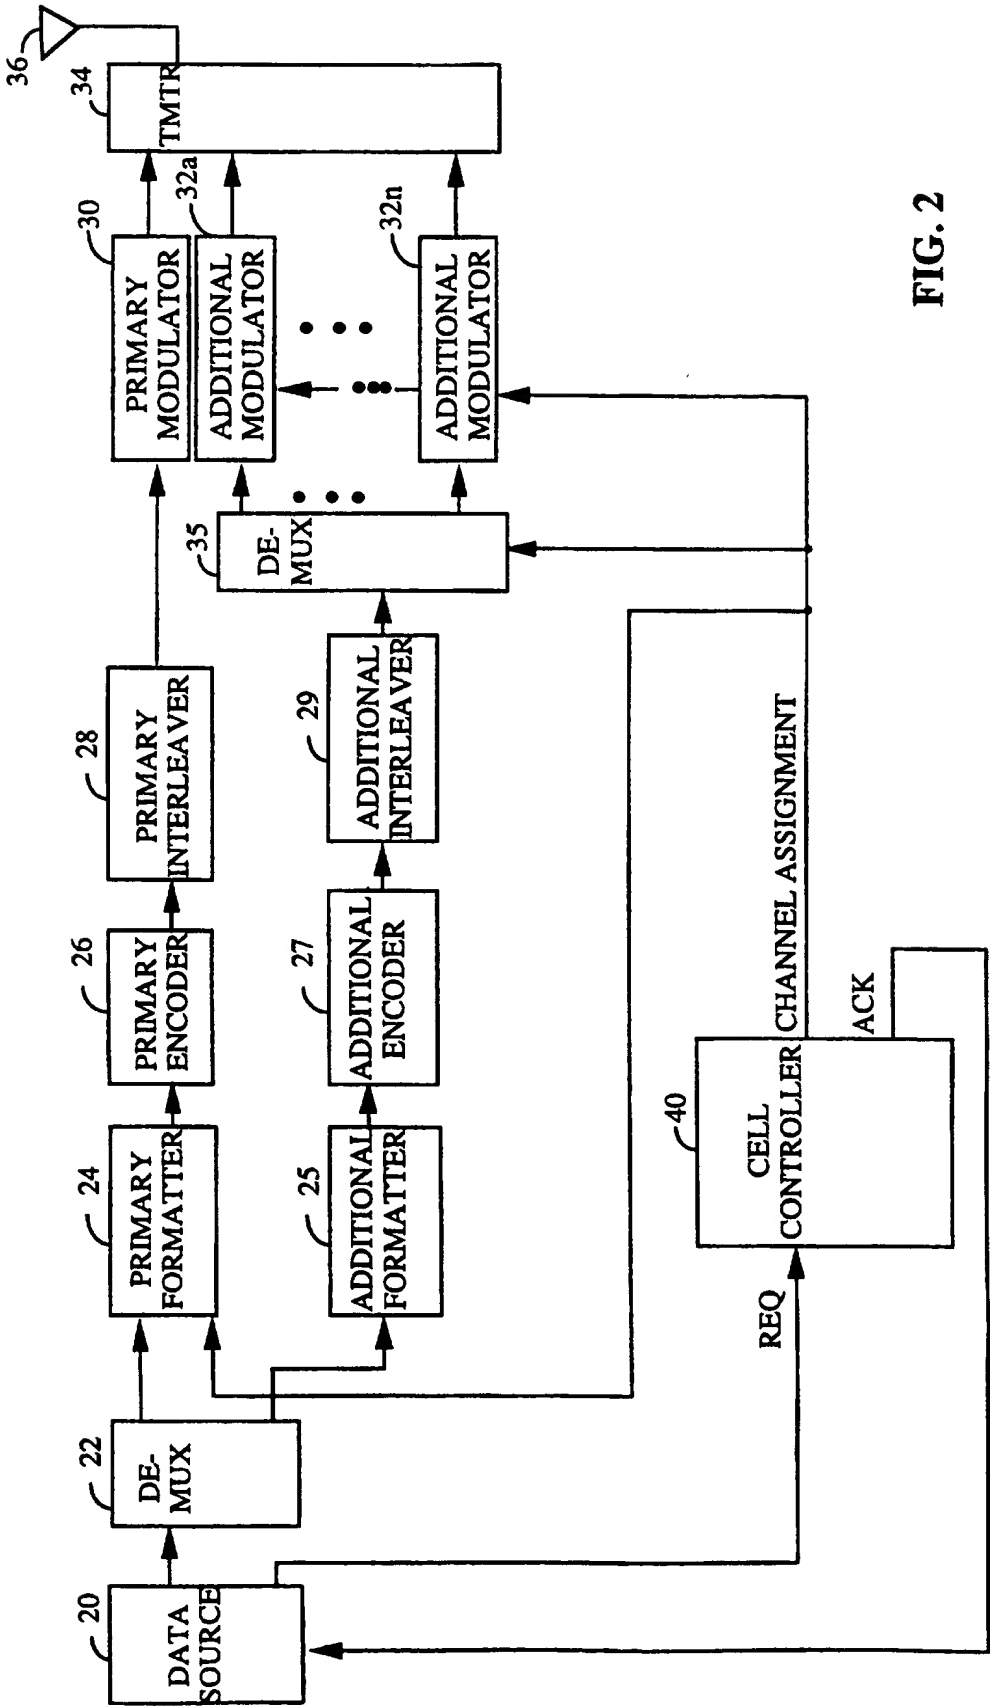 20
DATA
SOURCE
22
DE-
MUX
24
PRIMARY
FORMATTER
26
PRIMARY
ENCODER
28
PRIMARY
INTERLEAVER
30
PRIMARY
MODULATOR
34
TMTR
36
25
ADDITIONAL
FORMATTER
27
ADDITIONAL
ENCODER
29
ADDITIONAL
INTERLEAVER
35
DE-
MUX
32a
ADDITIONAL
MODULATOR
32n
ADDITIONAL
MODULATOR
REQ
40
CELL
CONTROLLER
CHANNEL ASSIGNMENT
ACK
FIG. 2